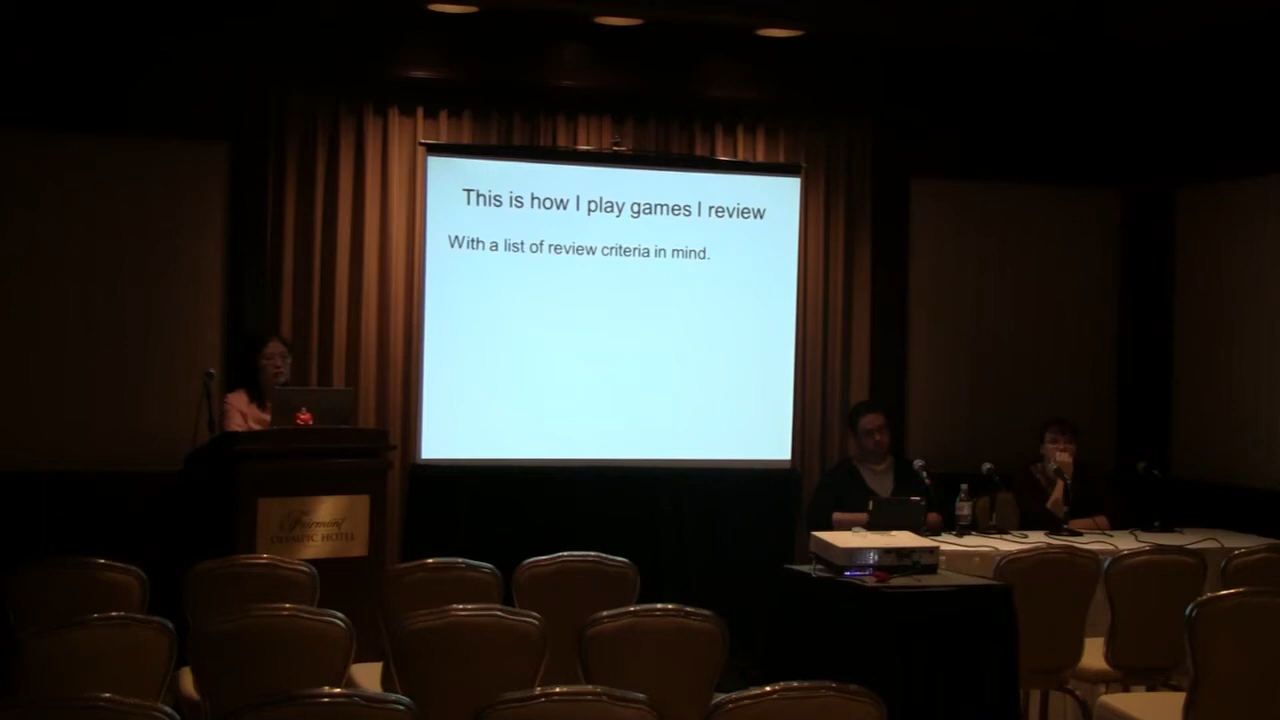 This is how I play games I review
With a list of review criteria in mind.
Fairmont
OLYMPIC HOTEL